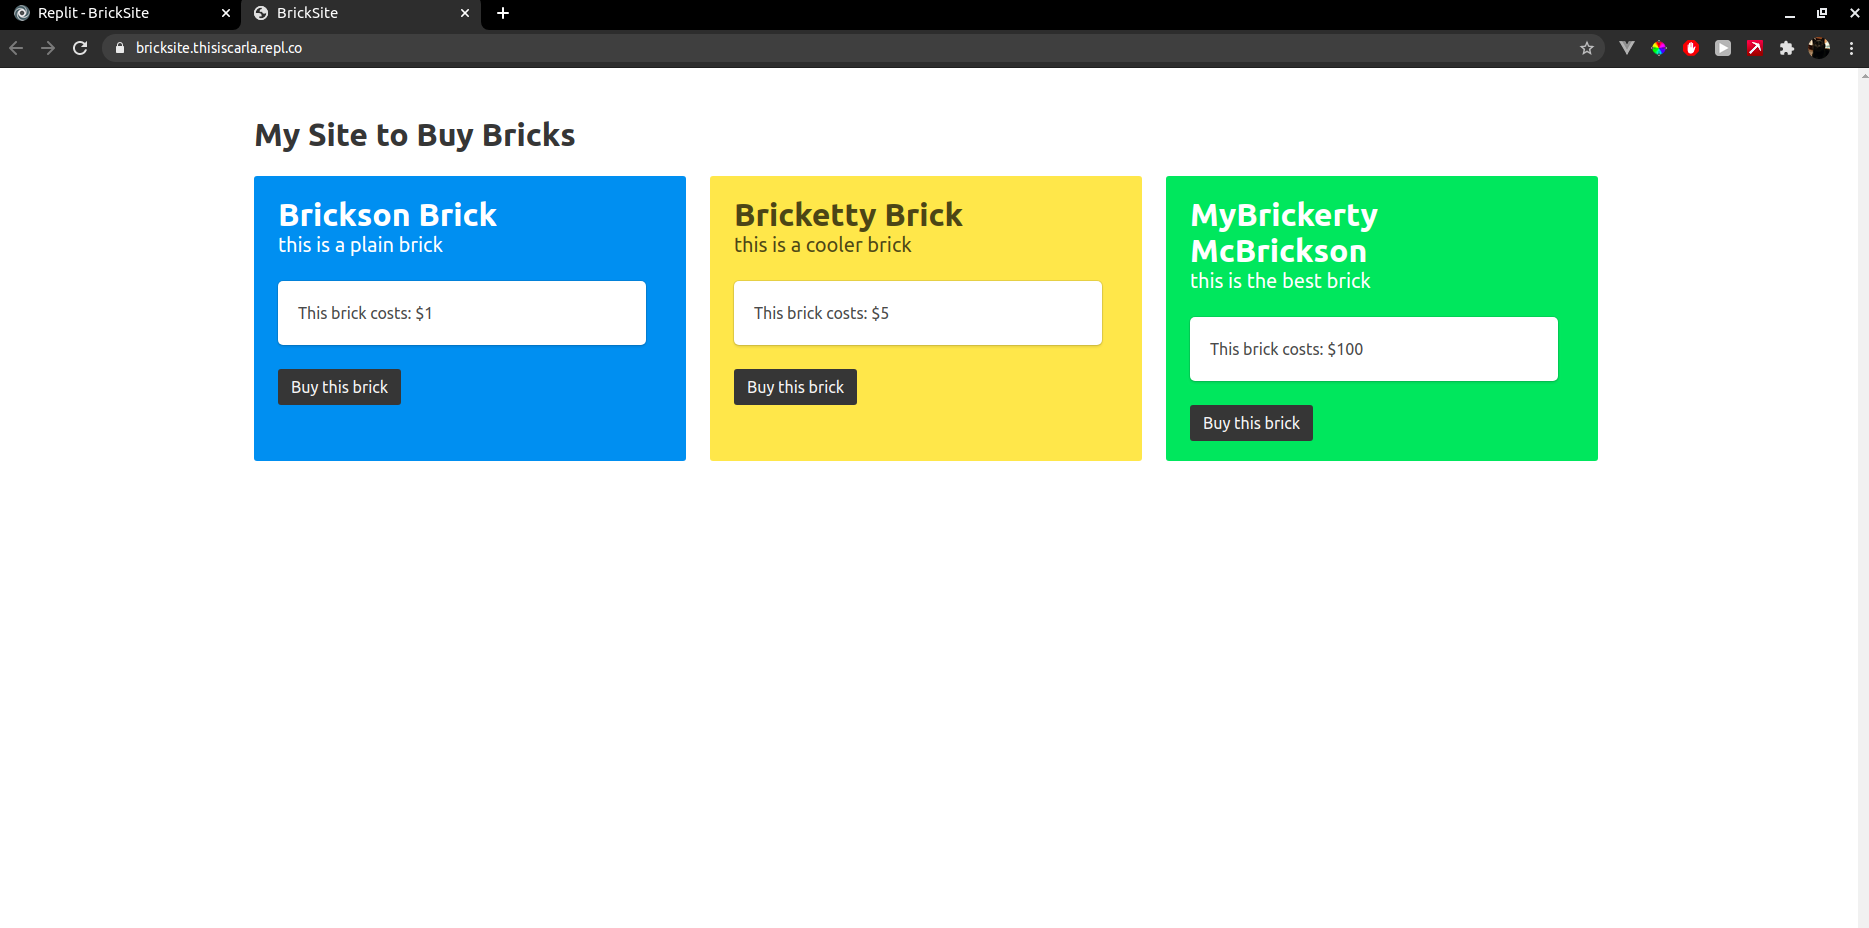 Replit - BrickSite
BrickSite
bricksite.thisiscarla.repl.co
My Site to Buy Bricks
Brickson Brick
this is a plain brick
This brick costs: $1
Buy this brick
Bricketty Brick
this is a cooler brick
This brick costs: $5
Buy this brick
MyBrickerty
McBrickson
this is the best brick
This brick costs: $100
Buy this brick